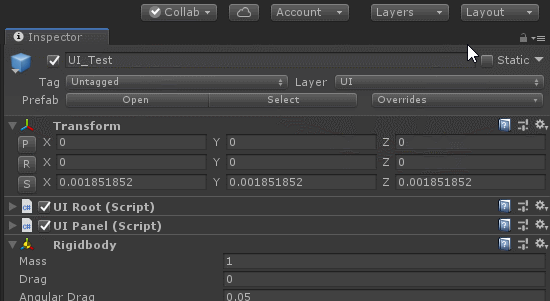 Collab Account Layers Layout
Inspector
UI_Test Static
Tag Untagged Layer UI
Prefab Open Select Overrides
Transform
P X 0 Y 0 Z 0
R X 0 Y 0 Z 0
S X 0.001851852 Y 0.001851852 Z 0.001851852
c# UI Root (Script)
c# UI Panel (Script)
Rigidbody
Mass 1
Drag 0
Angular Drag 0.05